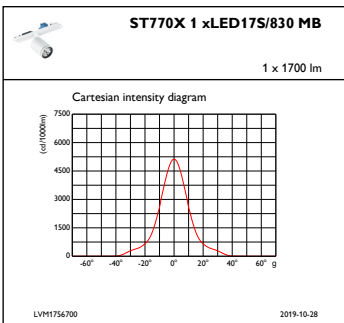 ST770X 1 xLED17S/830 MB
1 x 1700 lm
Cartesian intensity diagram
(cd/1000lm)
7500
6000
4500
3000
1500
0
-60° -40° -20° 0° 20° 40° 60° g
LVM1756700 2019-10-28